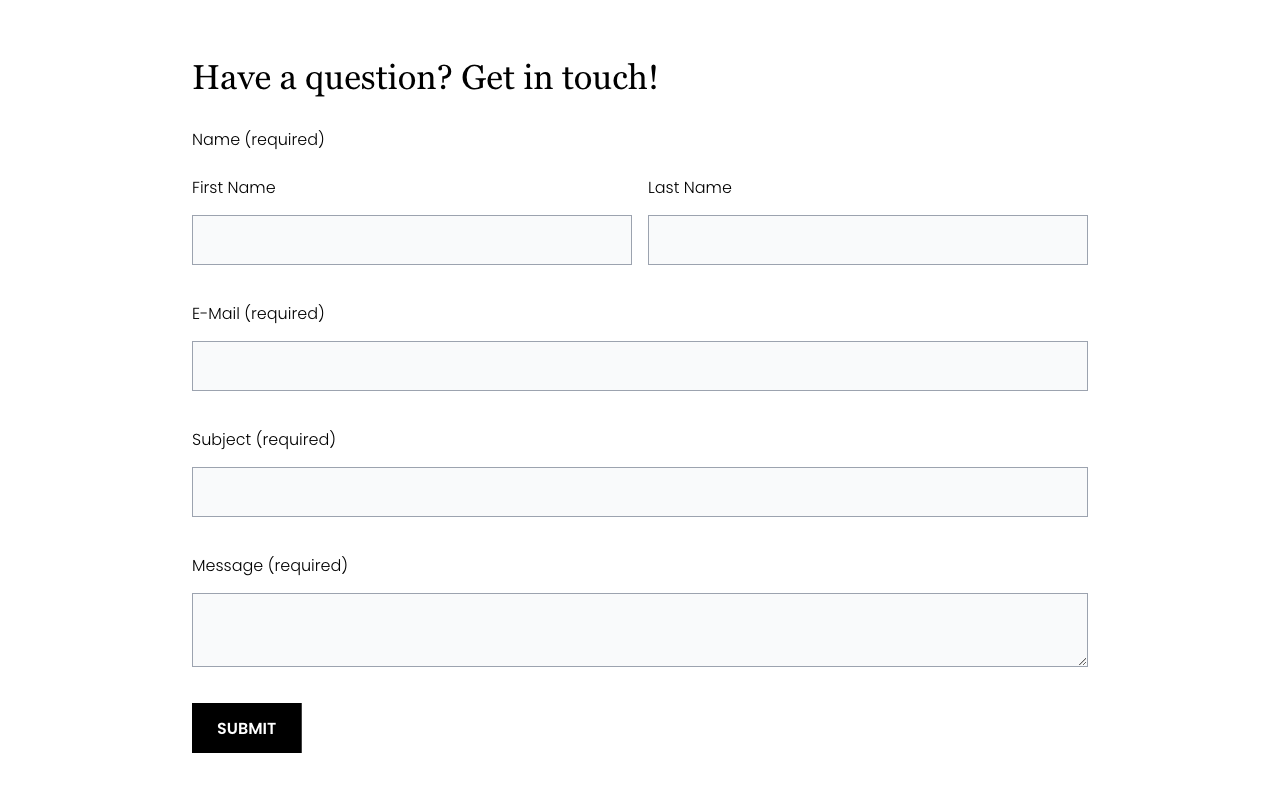 Have a question? Get in touch!
Name (required)
First Name
Last Name
E-Mail (required)
Subject (required)
Message (required)
SUBMIT